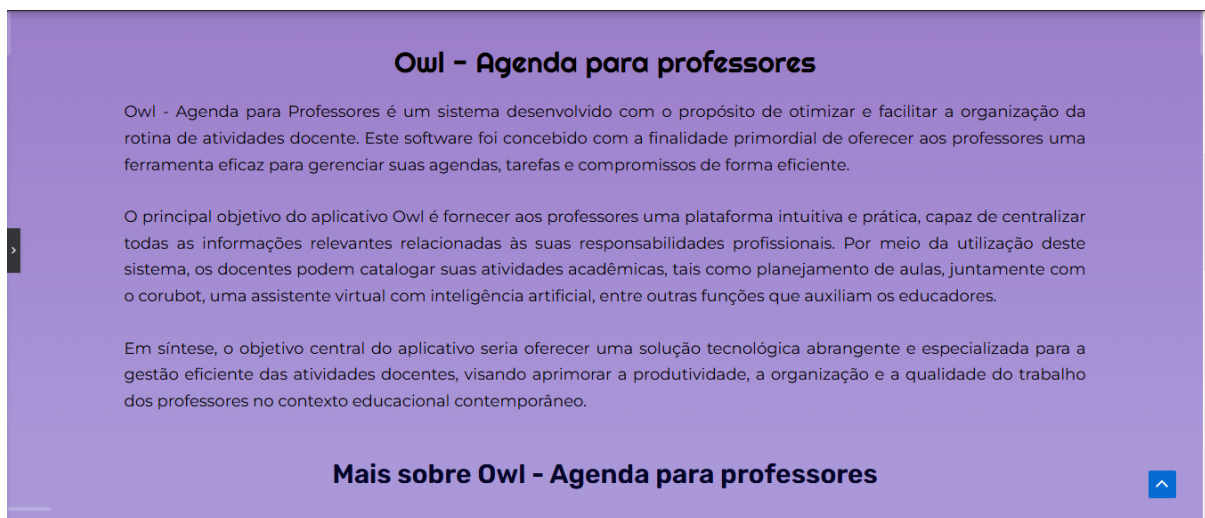 Owl - Agenda para professores
Owl - Agenda para Professores é um sistema desenvolvido com o propósito de otimizar e facilitar a organização da
rotina de atividades docente. Este software foi concebido com a finalidade primordial de oferecer aos professores uma
ferramenta eficaz para gerenciar suas agendas, tarefas e compromissos de forma eficiente.
O principal objetivo do aplicativo Owl é fornecer aos professores uma plataforma intuitiva e prática, capaz de centralizar
todas as informações relevantes relacionadas às suas responsabilidades profissionais. Por meio da utilização deste
sistema, os docentes podem catalogar suas atividades acadêmicas, tais como planejamento de aulas, juntamente com
o corubot, uma assistente virtual com inteligência artificial, entre outras funções que auxiliam os educadores.
Em síntese, o objetivo central do aplicativo seria oferecer uma solução tecnológica abrangente e especializada para a
gestão eficiente das atividades docentes, visando aprimorar a produtividade, a organização e a qualidade do trabalho
dos professores no contexto educacional contemporâneo.
Mais sobre Owl - Agenda para professores